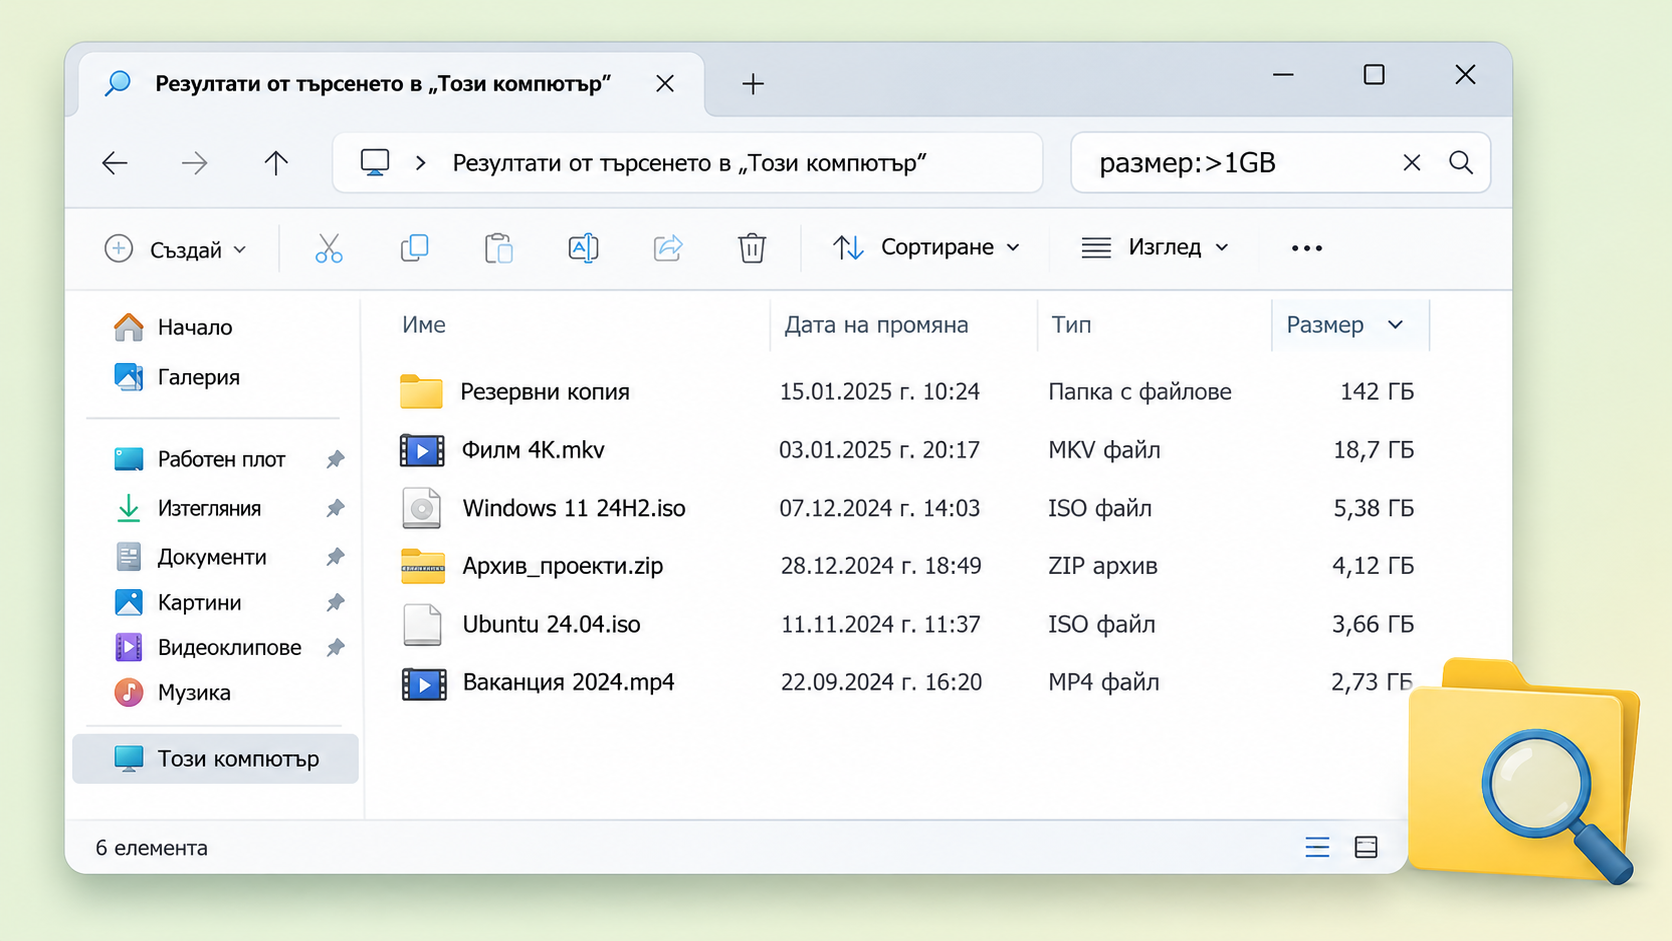 Резултати от търсенето в „Този компютър“
Резултати от търсенето в „Този компютър“
размер:>1GB
Създай
Сортиране
Изглед
Начало
Галерия
Работен плот
Изтегляния
Документи
Картини
Видеоклипове
Музика
Този компютър
Име Дата на промяна Тип Размер
Резервни копия 15.01.2025 г. 10:24 Папка с файлове 142 ГБ
Филм 4K.mkv 03.01.2025 г. 20:17 MKV файл 18,7 ГБ
Windows 11 24H2.iso 07.12.2024 г. 14:03 ISO файл 5,38 ГБ
Архив_проекти.zip 28.12.2024 г. 18:49 ZIP архив 4,12 ГБ
Ubuntu 24.04.iso 11.11.2024 г. 11:37 ISO файл 3,66 ГБ
Ваканция 2024.mp4 22.09.2024 г. 16:20 MP4 файл 2,73 ГБ
6 елемента